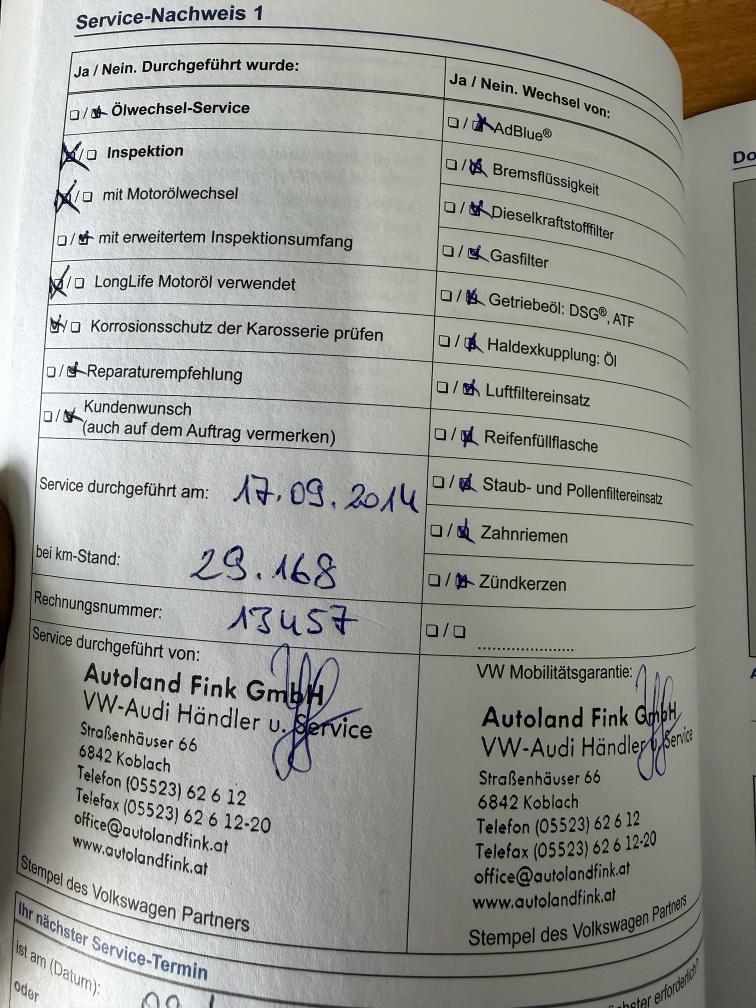 Service-Nachweis 1
Ja / Nein. Durchgeführt wurde:
☐ / ☒ Ölwechsel-Service
☒ / ☐ Inspektion
☒ / ☐ mit Motorölwechsel
☐ / ☒ mit erweitertem Inspektionsumfang
☒ / ☐ LongLife Motoröl verwendet
☒ / ☐ Korrosionsschutz der Karosserie prüfen
☐ / ☒ Reparaturempfehlung
☐ / ☒ Kundenwunsch
(auch auf dem Auftrag vermerken)
Service durchgeführt am: 17.09.2014
bei km-Stand: 29.168
Rechnungsnummer: 13457
Service durchgeführt von:
Autoland Fink GmbH
VW-Audi Händler u. Service
Straßenhäuser 66
6842 Koblach
Telefon (05523) 62 6 12
Telefax (05523) 62 6 12-20
office@autolandfink.at
www.autolandfink.at
Stempel des Volkswagen Partners
Ja / Nein. Wechsel von:
☐ / ☒ AdBlue®
☐ / ☒ Bremsflüssigkeit
☐ / ☒ Dieselkraftstofffilter
☐ / ☒ Gasfilter
☐ / ☒ Getriebeöl: DSG®, ATF
☐ / ☒ Haldexkupplung: Öl
☐ / ☒ Luftfiltereinsatz
☐ / ☒ Reifenfüllflasche
☐ / ☒ Staub- und Pollenfiltereinsatz
☐ / ☒ Zahnriemen
☐ / ☒ Zündkerzen
☐ / ☐ ......................
VW Mobilitätsgarantie:
Autoland Fink GmbH
VW-Audi Händler u. Service
Straßenhäuser 66
6842 Koblach
Telefon (05523) 62 6 12
Telefax (05523) 62 6 12-20
office@autolandfink.at
www.autolandfink.at
Stempel des Volkswagen Partners
Ihr nächster Service-Termin
ist am (Datum):
oder
erforderlich?
Do